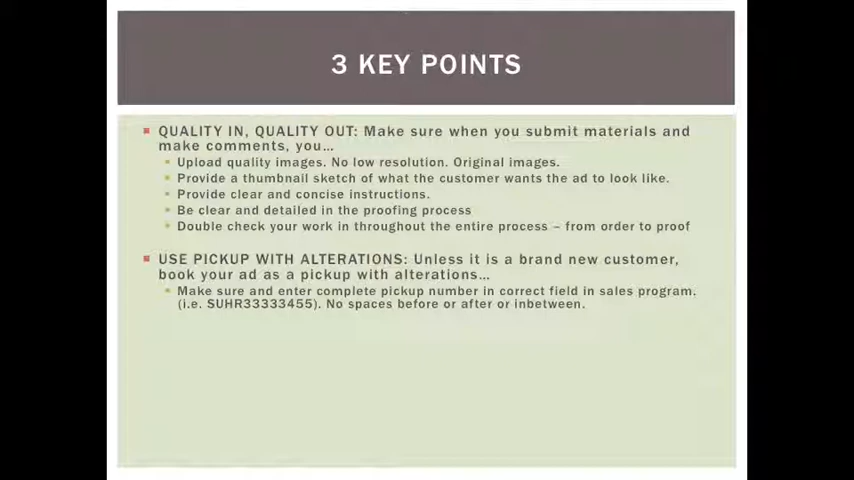 3 KEY POINTS
QUALITY IN, QUALITY OUT: Make sure when you submit materials and
make comments, you…
Upload quality images. No low resolution. Original images.
Provide a thumbnail sketch of what the customer wants the ad to look like.
Provide clear and concise instructions.
Be clear and detailed in the proofing process
Double check your work in throughout the entire process – from order to proof
USE PICKUP WITH ALTERATIONS: Unless it is a brand new customer,
book your ad as a pickup with alterations…
Make sure and enter complete pickup number in correct field in sales program.
(i.e. SUHR33333455). No spaces before or after or inbetween.